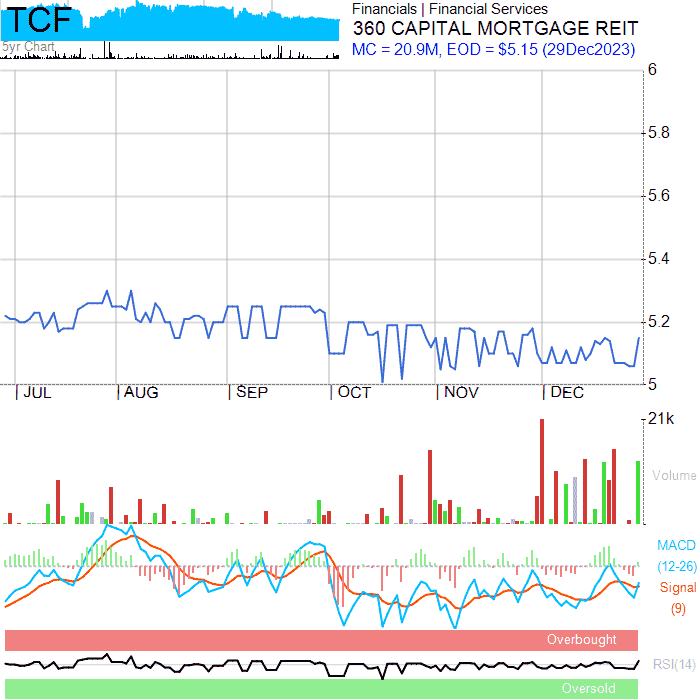 TCF
5yr Chart
Financials | Financial Services
360 CAPITAL MORTGAGE REIT
MC = 20.9M, EOD = $5.15 (29Dec2023)
6
5.8
5.6
5.4
5.2
5
JUL AUG SEP OCT NOV DEC
21k
Volume
MACD
(12-26)
Signal
(9)
Overbought
RSI(14)
Oversold